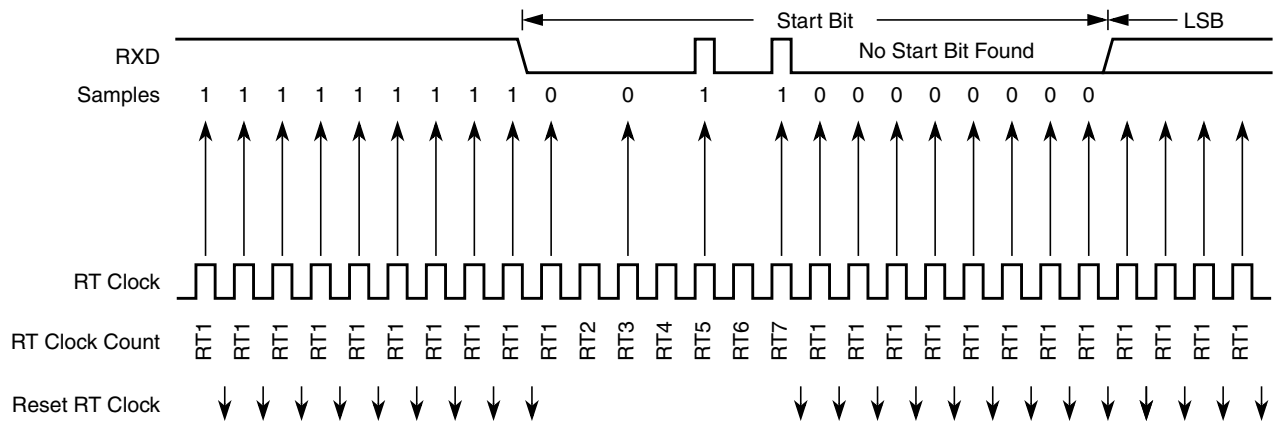 Start Bit
LSB
RXD
No Start Bit Found
Samples 1 1 1 1 1 1 1 1 1 0 0 1 1 0 0 0 0 0 0 0 0
RT Clock
RT Clock Count RT1 RT1 RT1 RT1 RT1 RT1 RT1 RT1 RT1 RT1 RT2 RT3 RT4 RT5 RT6 RT7 RT1 RT1 RT1 RT1 RT1 RT1 RT1 RT1 RT1 RT1 RT1 RT1
Reset RT Clock